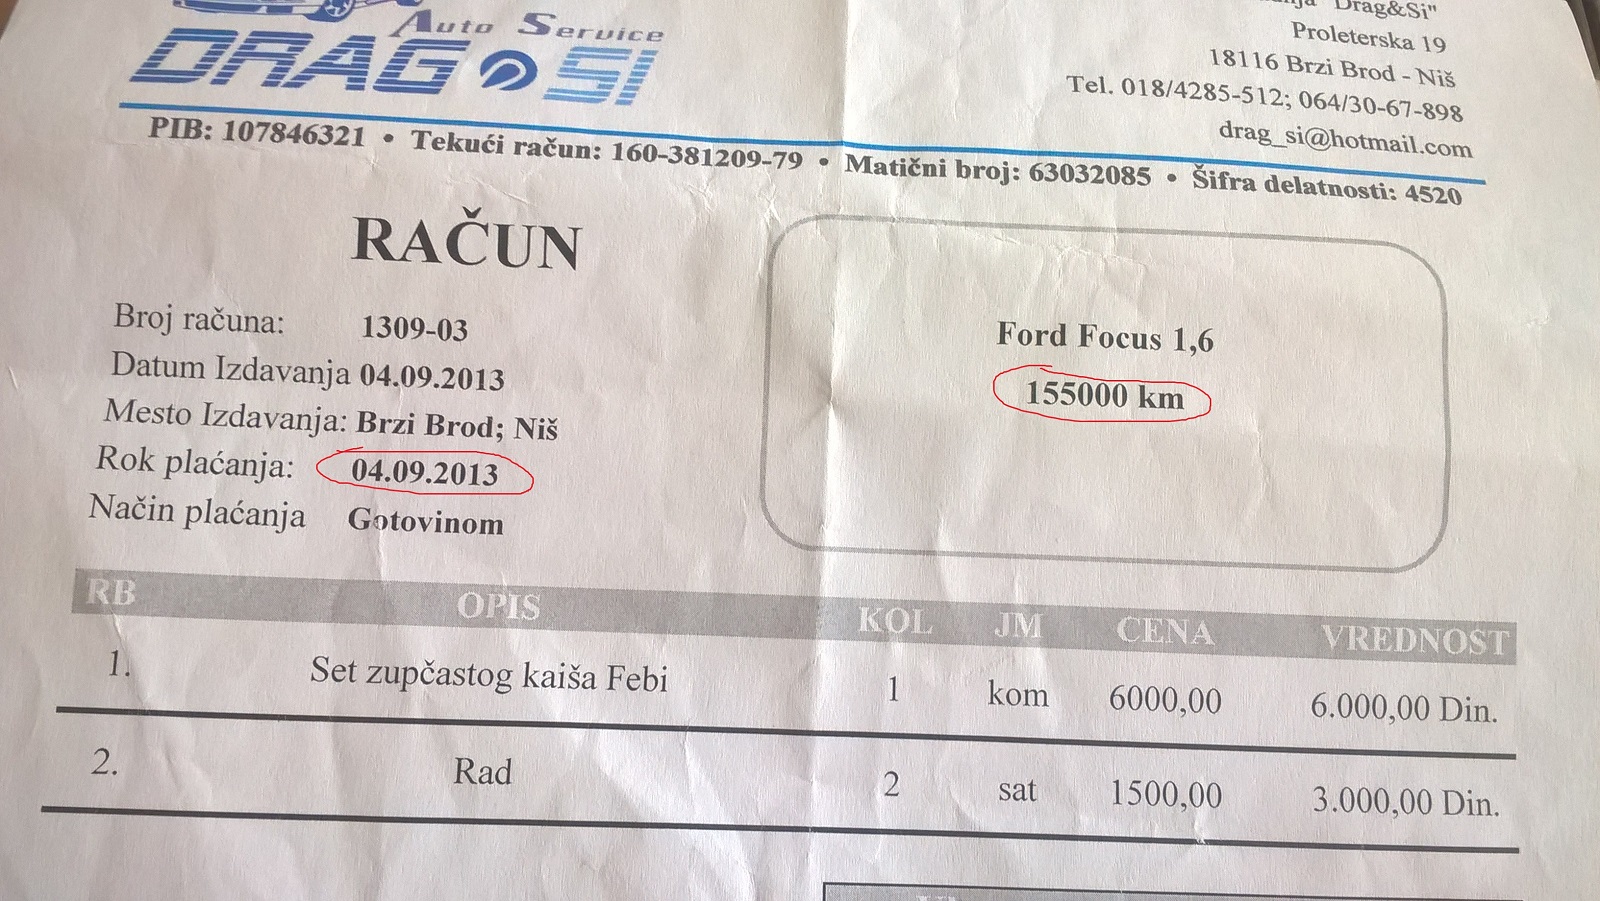 Auto Service
DRAG SI
Drag&Si"
Proleterska 19
18116 Brzi Brod - Niš
Tel. 018/4285-512; 064/30-67-898
drag_si@hotmail.com
PIB: 107846321 • Tekući račun: 160-381209-79 • Matični broj: 63032085 • Šifra delatnosti: 4520
RAČUN
Broj računa: 1309-03
Datum Izdavanja 04.09.2013
Mesto Izdavanja: Brzi Brod; Niš
Rok plaćanja: 04.09.2013
Način plaćanja Gotovinom
Ford Focus 1,6
155000 km
RB OPIS KOL JM CENA VREDNOST
1. Set zupčastog kaiša Febi 1 kom 6000,00 6.000,00 Din.
2. Rad 2 sat 1500,00 3.000,00 Din.